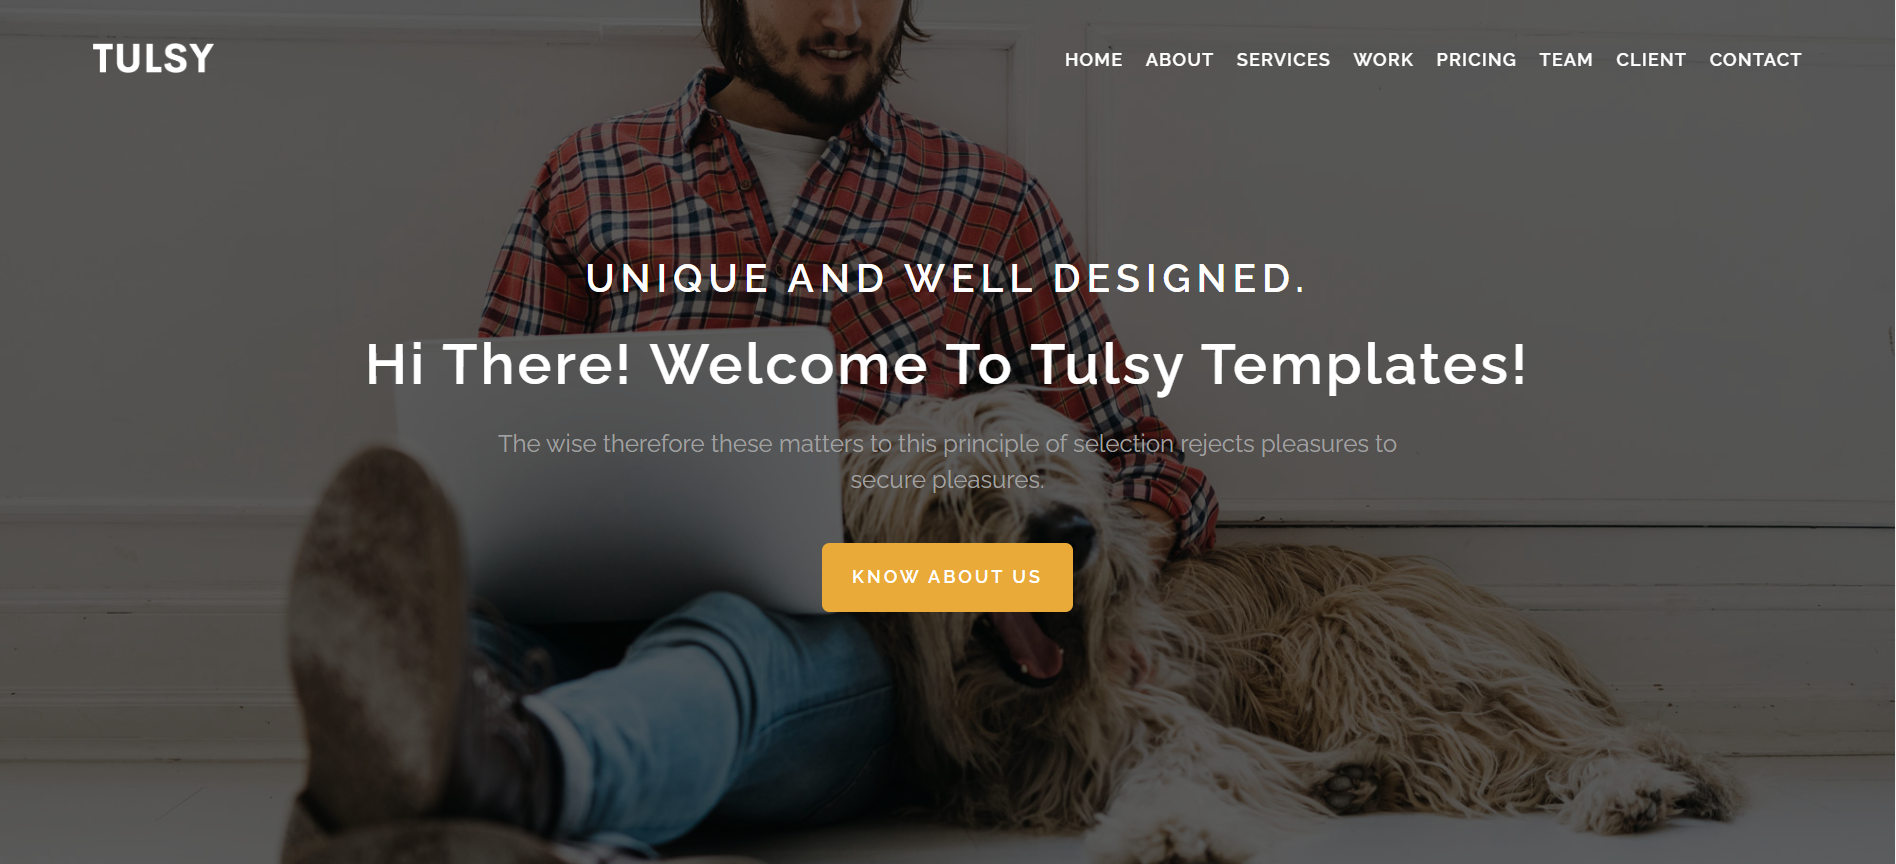 TULSY
HOME ABOUT SERVICES WORK PRICING TEAM CLIENT CONTACT
UNIQUE AND WELL DESIGNED.
Hi There! Welcome To Tulsy Templates!
The wise therefore these matters to this principle of selection rejects pleasures to
secure pleasures.
KNOW ABOUT US